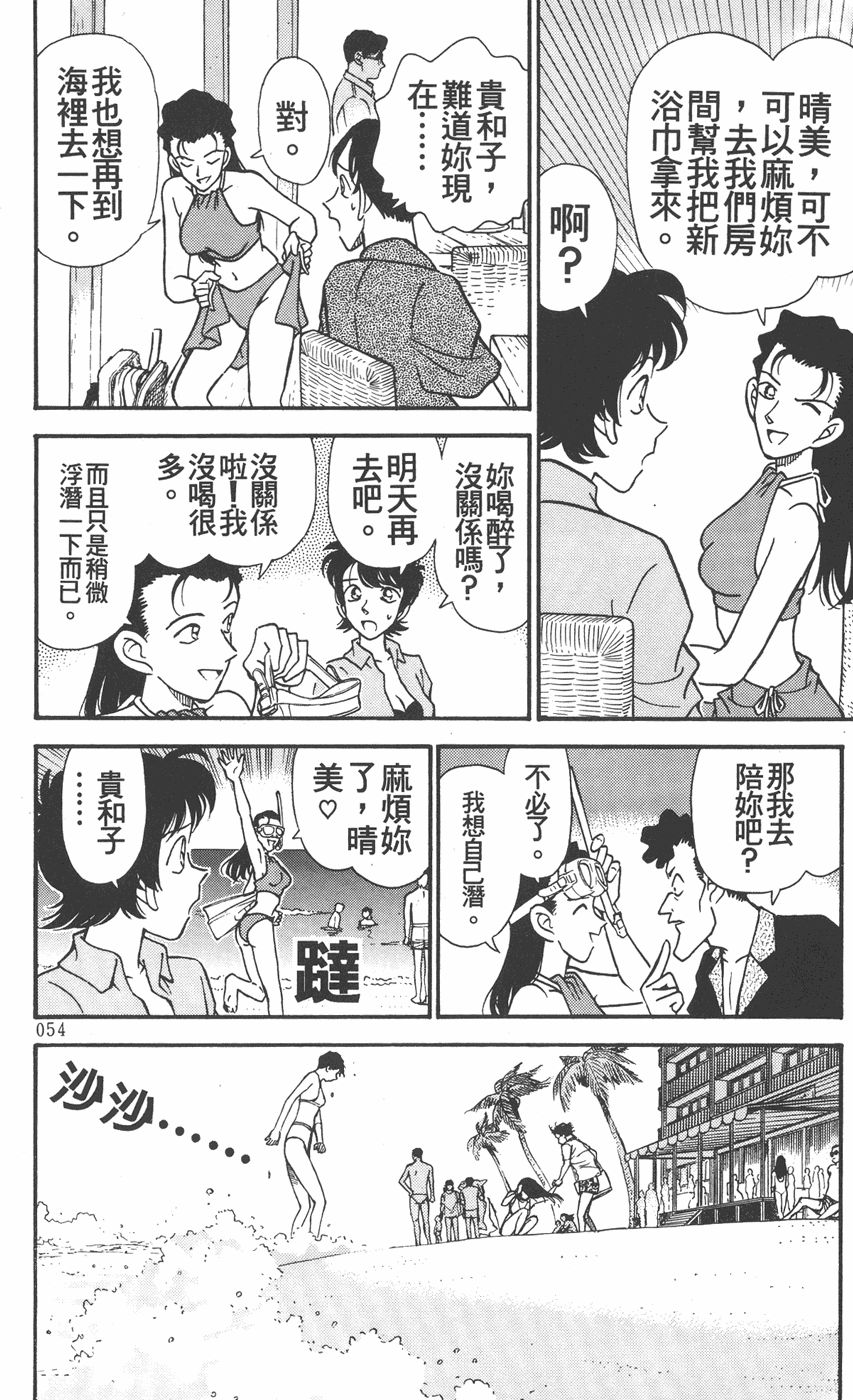 晴美，可不
可以麻煩妳
，去我們房
間幫我把新
浴巾拿來。
啊？
貴和子，
難道妳現
在……
對。
我也想再到
海裡去一下。
妳喝醉了，
沒關係嗎？
明天再
去吧。
沒關係
啦！我
沒喝很
多。
而且只是稍微
浮潛一下而已。
那我去
陪妳吧？
不必了。
我想自己潛。
麻煩妳
了，晴
美♡
躂
貴和子
……
054
沙沙……